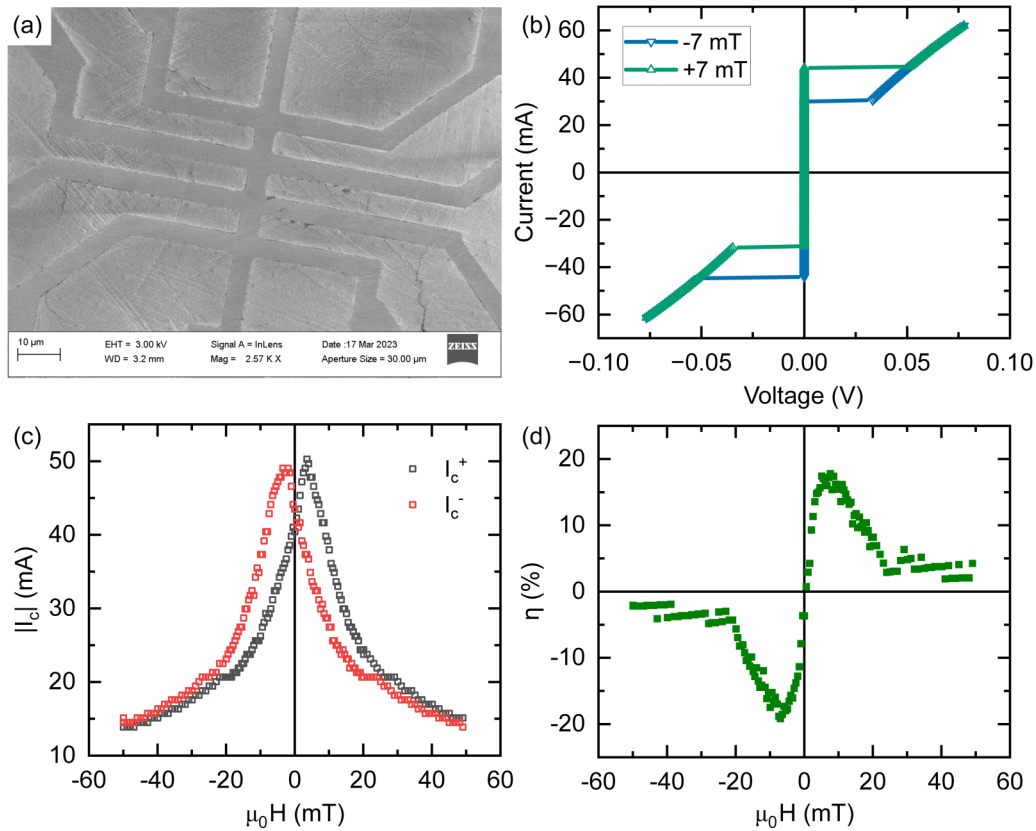 (a)
10 µm
EHT = 3.00 kV
WD = 3.2 mm
Signal A = InLens
Mag = 2.57 K X
Date :17 Mar 2023
Aperture Size = 30.00 µm
ZEISS
(b)
-7 mT
+7 mT
Current (mA)
60
40
20
0
−20
−40
−60
−0.10
−0.05
0.00
0.05
0.10
Voltage (V)
(c)
I_c^+
I_c^-
|I_c| (mA)
50
40
30
20
10
-60
-40
-20
0
20
40
60
μ₀H (mT)
(d)
η (%)
20
10
0
-10
-20
-60
-40
-20
0
20
40
60
μ₀H (mT)